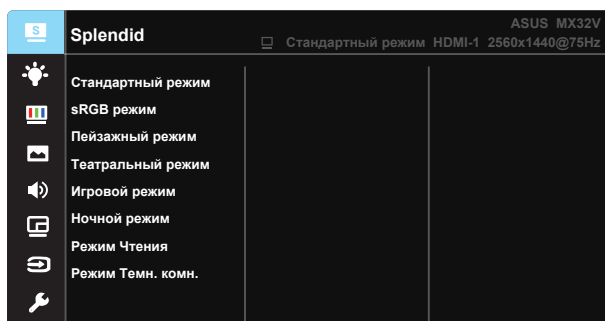 S
Splendid
ASUS MX32V
Стандартный режим HDMI-1 2560x1440@75Hz
Стандартный режим
sRGB режим
Пейзажный режим
Театральный режим
Игровой режим
Ночной режим
Режим Чтения
Режим Темн. комн.